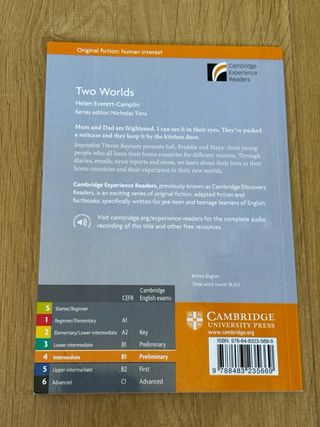 Original fiction: human interest
Cambridge
Experience
Readers
Two Worlds
Helen Everett-Camplin
Series editor: Nicholas Tims
Mum and Dad are frightened. I can see it in their eyes. They've packed
a suitcase and they keep it by the kitchen door.
Journalist Trevor Baynum presents Safi, Freddie and Maya: three young
people who all leave their home countries for different reasons. Through
diaries, emails, news reports and more, we learn about their lives in their
home countries and their experience in their new worlds.
Cambridge Experience Readers, previously known as Cambridge Discovery
Readers, is an exciting series of original fiction, adapted fiction and
factbooks, specifically written for pre-teen and teenage learners of English.
Visit cambridge.org/experience-readers for the complete audio
recording of this title and other free resources.
British English
Total word count:
CEFR Cambridge English exams
S Starter/Beginner
1 Beginner/Elementary A1
2 Elementary/Lower-intermediate A2 Key
3 Lower-intermediate B1 Preliminary
4 Intermediate B1 Preliminary
5 Upper-intermediate B2 First
6 Advanced C1 Advanced
CAMBRIDGE
UNIVERSITY PRESS
www.cambridge.org
ISBN: 978-84-8323-566-9
9 788483 235669